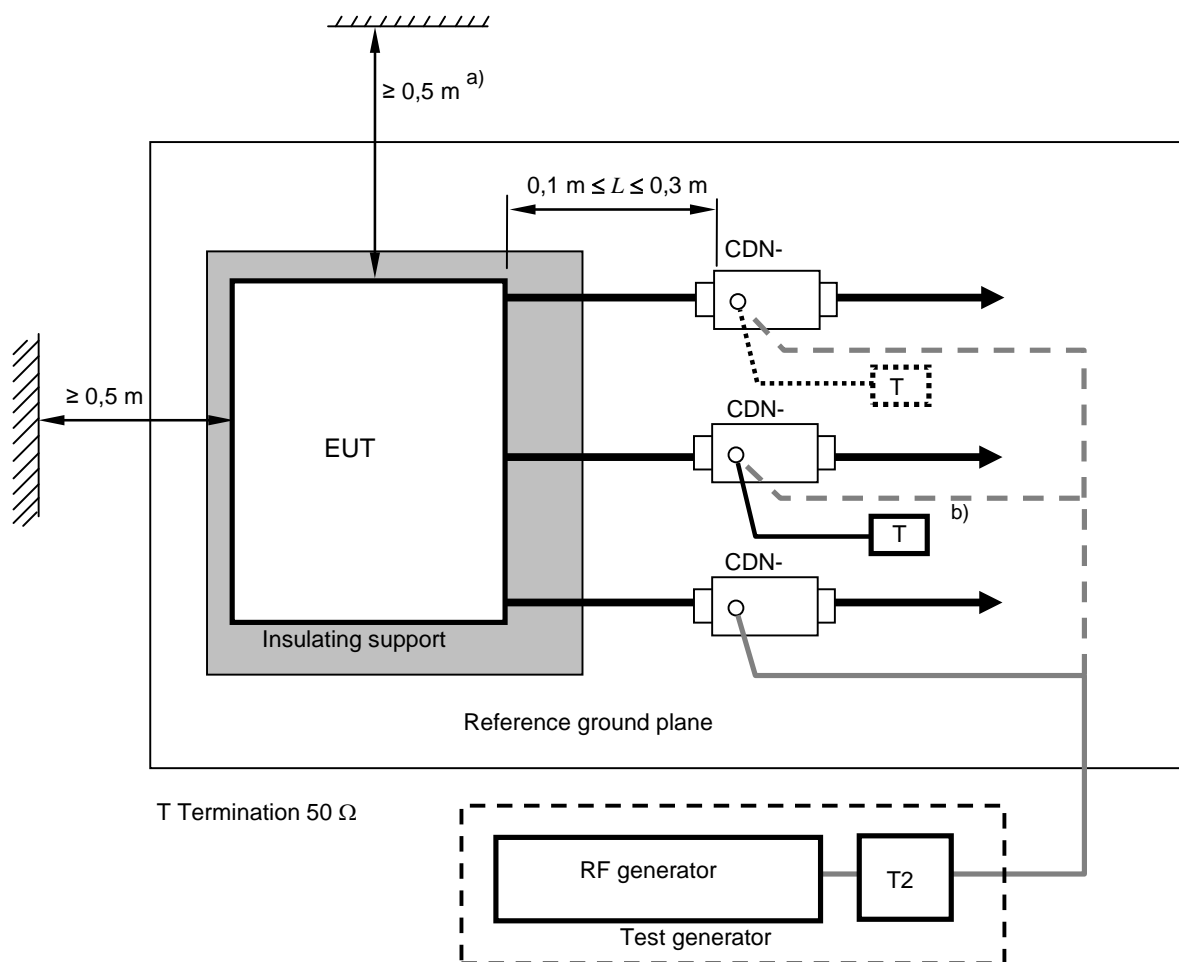 ≥ 0,5 m a)
0,1 m ≤ L ≤ 0,3 m
CDN-
T
≥ 0,5 m
CDN-
EUT
b)
T
CDN-
Insulating support
Reference ground plane
T Termination 50 Ω
RF generator
T2
Test generator